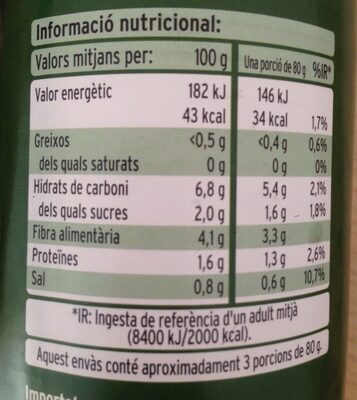 Informació nutricional:
Valors mitjans per: 100 g Una porció de 80 g %IR*
Valor energètic 182 kJ 146 kJ
43 kcal 34 kcal 1,7%
Greixos <0,5 g <0,4 g 0,6%
dels quals saturats 0 g 0 g 0%
Hidrats de carboni 6,8 g 5,4 g 2,1%
dels quals sucres 2,0 g 1,6 g 1,8%
Fibra alimentària 4,1 g 3,3 g
Proteïnes 1,6 g 1,3 g 2,6%
Sal 0,8 g 0,6 g 10,7%
*IR: Ingesta de referència d'un adult mitjà
(8400 kJ/2000 kcal).
Aquest envàs conté aproximadament 3 porcions de 80 g.